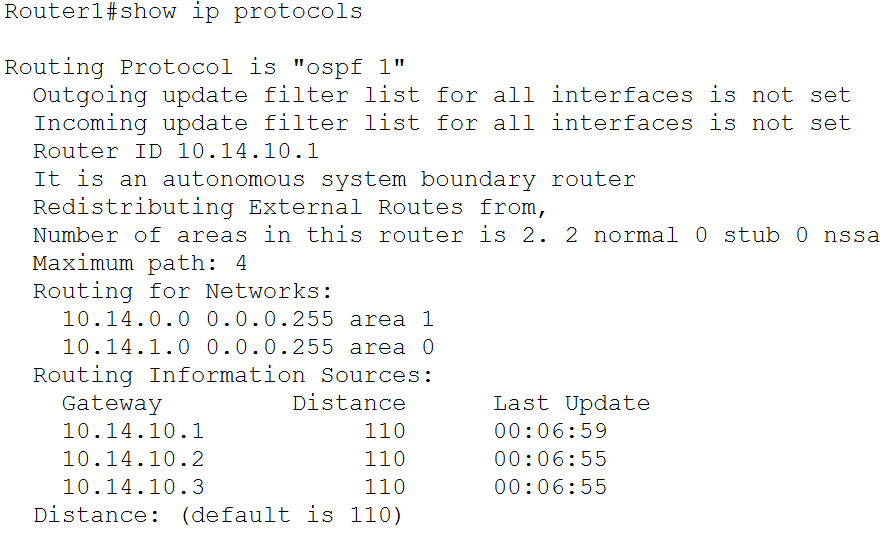 Router1#show ip protocols
Routing Protocol is "ospf 1"
Outgoing update filter list for all interfaces is not set
Incoming update filter list for all interfaces is not set
Router ID 10.14.10.1
It is an autonomous system boundary router
Redistributing External Routes from,
Number of areas in this router is 2. 2 normal 0 stub 0 nssa
Maximum path: 4
Routing for Networks:
10.14.0.0 0.0.0.255 area 1
10.14.1.0 0.0.0.255 area 0
Routing Information Sources:
Gateway Distance Last Update
10.14.10.1 110 00:06:59
10.14.10.2 110 00:06:55
10.14.10.3 110 00:06:55
Distance: (default is 110)